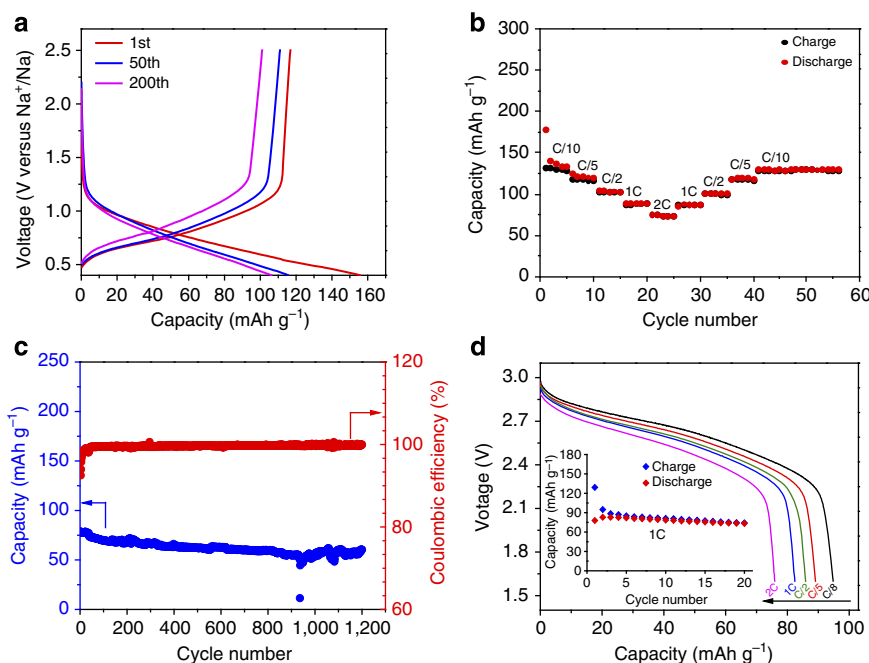 a
2.5
2.0
1.5
1.0
0.5
Voltage (V versus Na⁺/Na)
1st
50th
200th
0 20 40 60 80 100 120 140 160
Capacity (mAh g⁻¹)
b
300
250
200
150
100
50
0
Capacity (mAh g⁻¹)
Charge
Discharge
C/10
C/5
C/2
1C
2C
1C
C/2
C/5
C/10
0 10 20 30 40 50 60
Cycle number
c
250
200
150
100
50
0
Capacity (mAh g⁻¹)
120
100
80
60
Coulombic efficiency (%)
0 200 400 600 800 1,000 1,200
Cycle number
d
3.0
2.7
2.4
2.1
1.8
1.5
Votage (V)
180
150
120
90
60
30
0
Capacity (mAh g⁻¹)
Charge
Discharge
1C
0 5 10 15 20
Cycle number
2C
1C
C/2
C/5
C/8
0 20 40 60 80 100
Capacity (mAh g⁻¹)